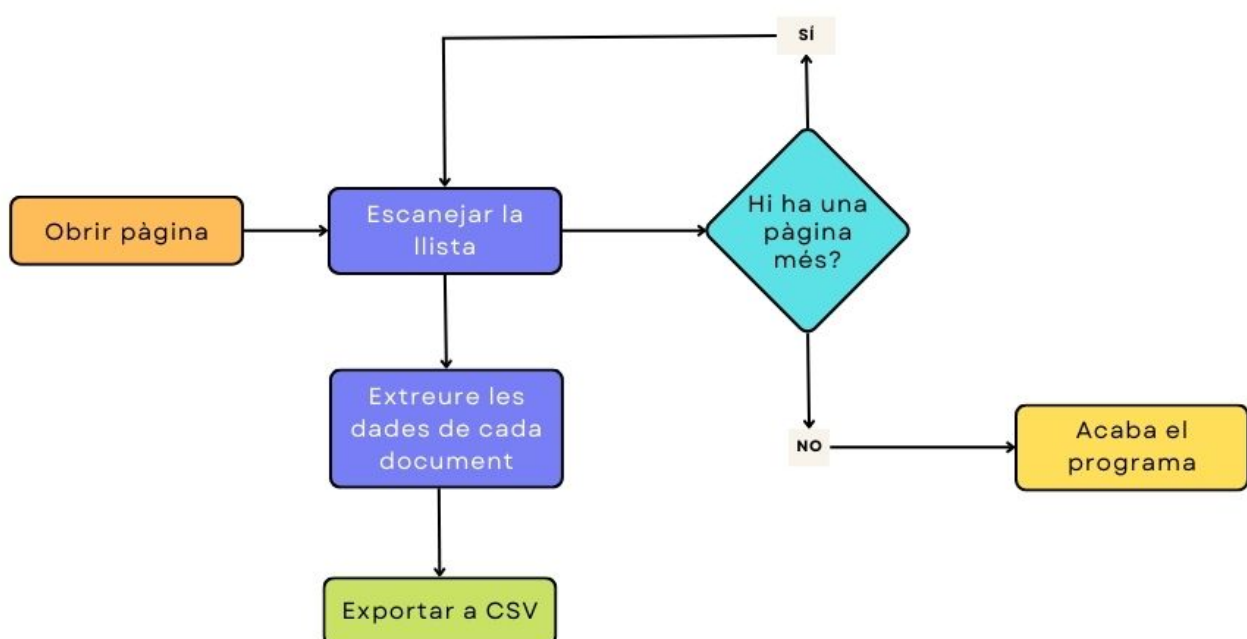 SÍ
Obrir pàgina
Escanejar la
llista
Hi ha una
pàgina
més?
Extreure les
dades de cada
document
NO
Acaba el
programa
Exportar a CSV